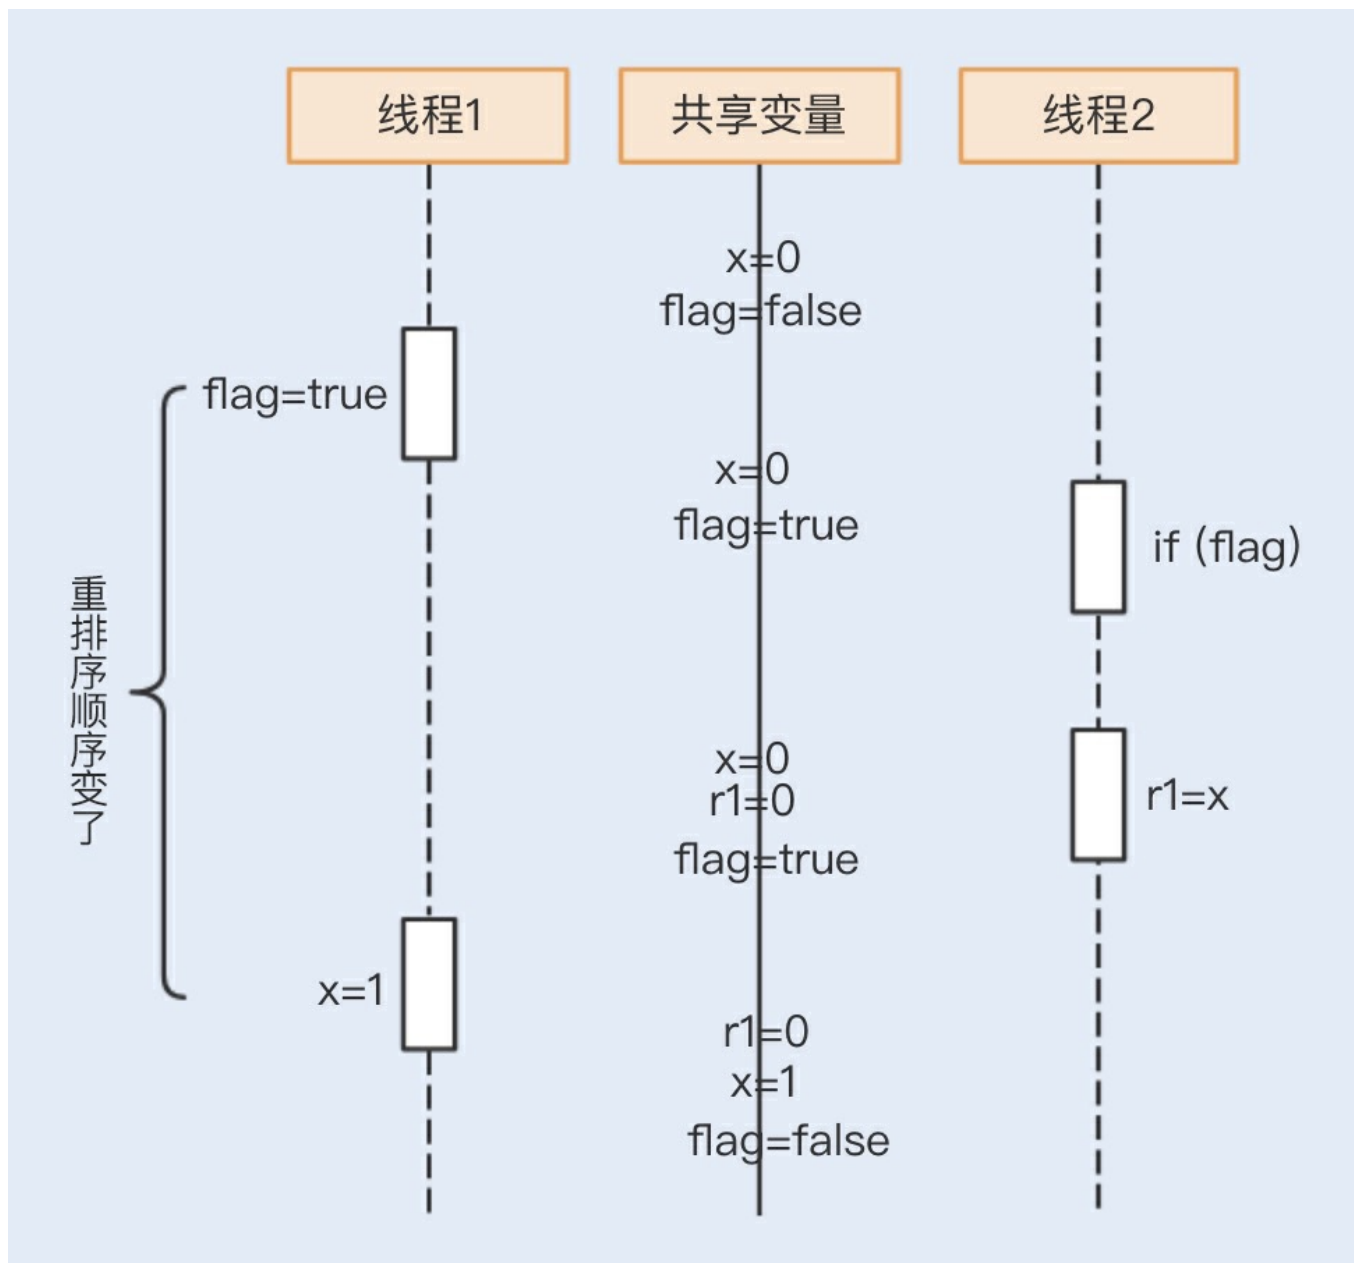 线程1
共享变量
线程2
x=0
flag=false
flag=true
x=0
flag=true
if (flag)
重排序顺序变了
x=0
r1=0
flag=true
r1=x
x=1
r1=0
x=1
flag=false